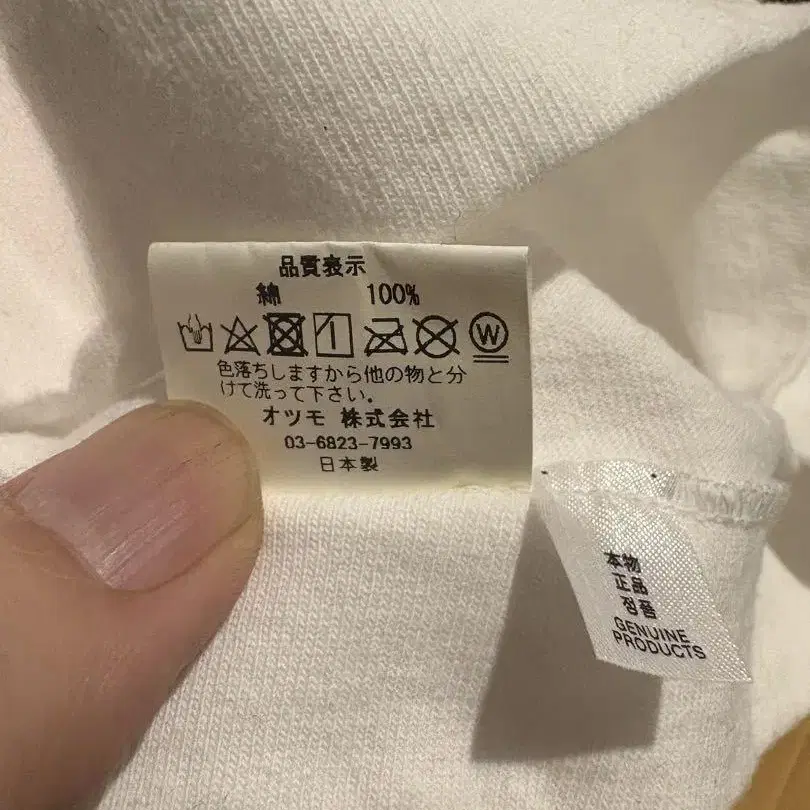 品質表示
綿 100%
W
色落ちしますから他の物と分
けて洗って下さい。
オツモ 株式会社
03-6823-7993
日本製
本物
正品
정품
GENUINE
PRODUCTS